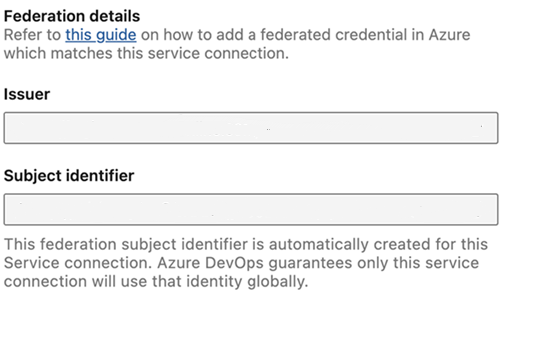 Federation details
Refer to this guide on how to add a federated credential in Azure
which matches this service connection.
Issuer
Subject identifier
This federation subject identifier is automatically created for this
Service connection. Azure DevOps guarantees only this service
connection will use that identity globally.